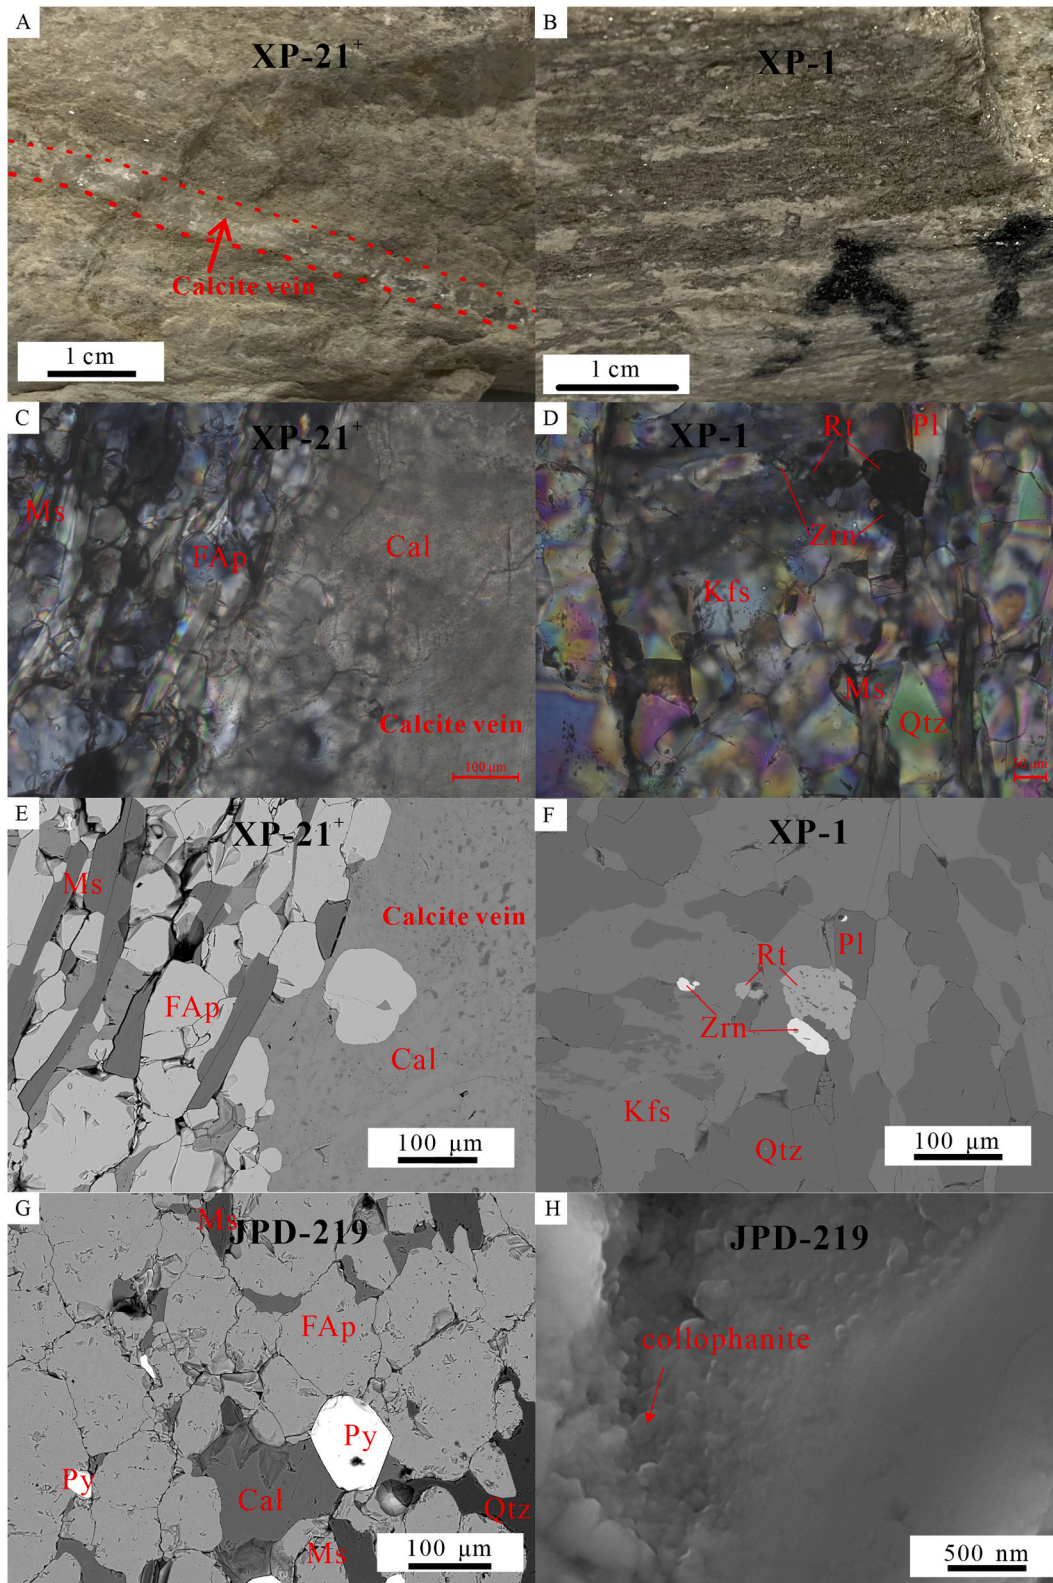 A
XP-21⁺
Calcite vein
1 cm
B
XP-1
1 cm
C
XP-21⁺
Ms
FAp
Cal
Calcite vein
100 μm
D
XP-1
Rt
Pl
Zrn
Kfs
Ms
Qtz
E
XP-21⁺
Ms
Calcite vein
FAp
Cal
100 μm
F
XP-1
Rt
Pl
Zrn
Kfs
Qtz
100 μm
G
Ms
JPD-219
FAp
Py
Py
Cal
Qtz
Ms
100 μm
H
JPD-219
collophanite
500 nm